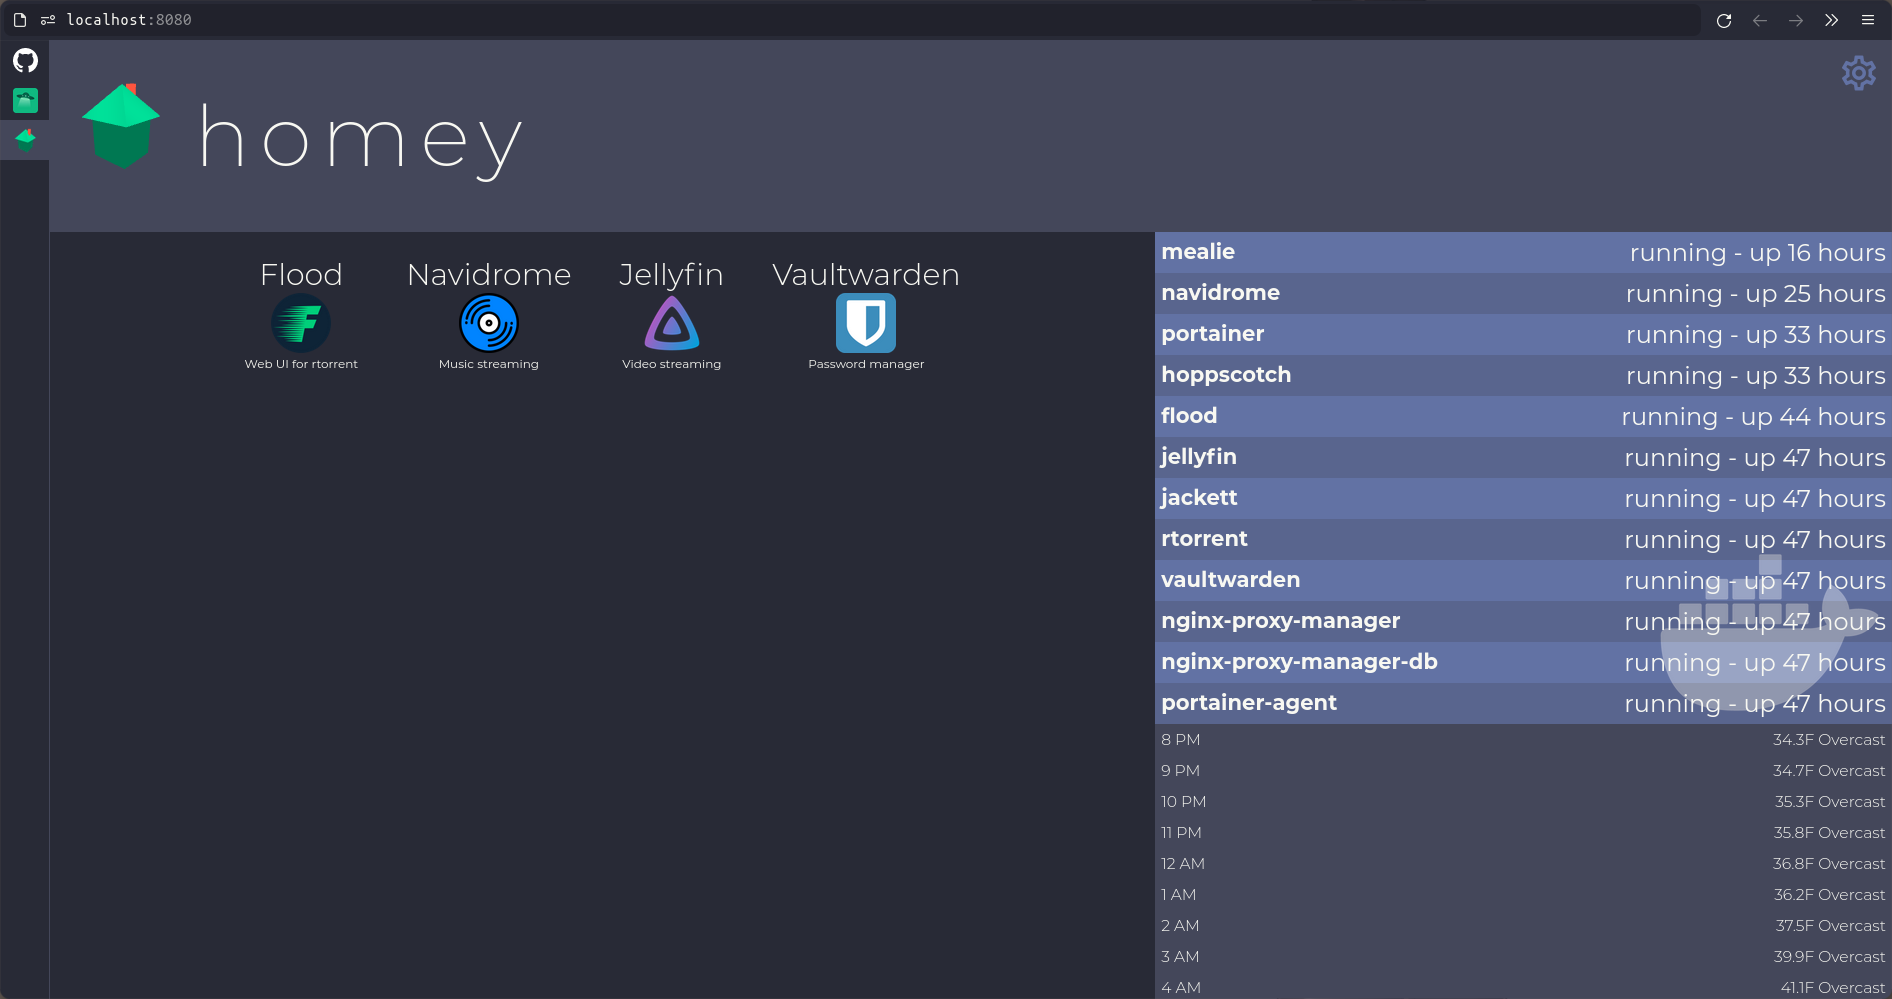 localhost:8080
homey
Flood
Web UI for rtorrent
Navidrome
Music streaming
Jellyfin
Video streaming
Vaultwarden
Password manager
mealie running - up 16 hours
navidrome running - up 25 hours
portainer running - up 33 hours
hoppscotch running - up 33 hours
flood running - up 44 hours
jellyfin running - up 47 hours
jackett running - up 47 hours
rtorrent running - up 47 hours
vaultwarden running - up 47 hours
nginx-proxy-manager running - up 47 hours
nginx-proxy-manager-db running - up 47 hours
portainer-agent running - up 47 hours
8 PM 34.3F Overcast
9 PM 34.7F Overcast
10 PM 35.3F Overcast
11 PM 35.8F Overcast
12 AM 36.8F Overcast
1 AM 36.2F Overcast
2 AM 37.5F Overcast
3 AM 39.9F Overcast
4 AM 41.1F Overcast